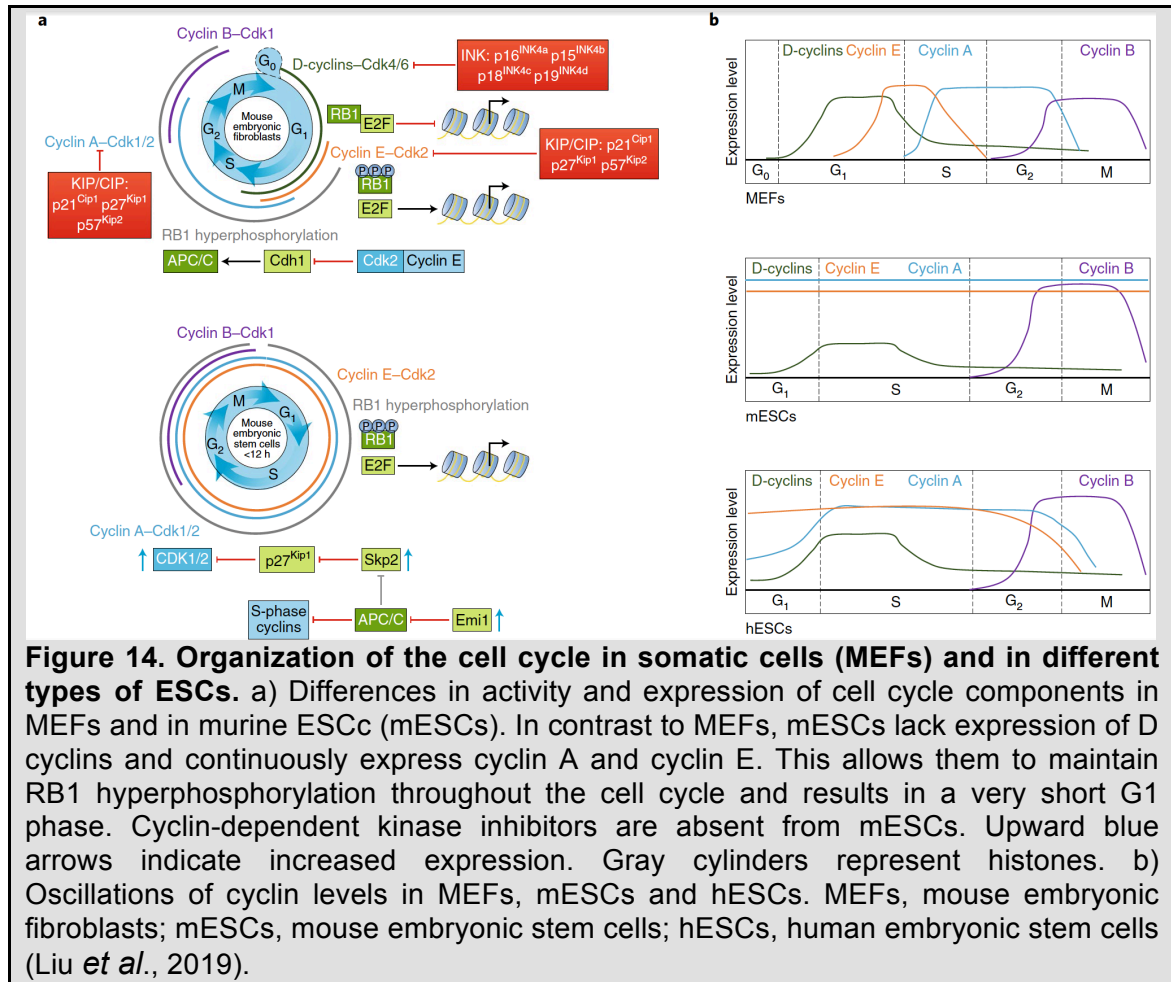 a
Cyclin B–Cdk1
G0
D-cyclins–Cdk4/6
INK: p16INK4a p15INK4b
p18INK4c p19INK4d
M
G1
G2
S
Mouse
embryonic
fibroblasts
RB1
E2F
Cyclin A–Cdk1/2
KIP/CIP:
p21Cip1 p27Kip1
p57Kip2
Cyclin E–Cdk2
KIP/CIP: p21Cip1
p27Kip1 p57Kip2
P P P
RB1
E2F
RB1 hyperphosphorylation
APC/C
Cdh1
Cdk2 Cyclin E
Cyclin B–Cdk1
Cyclin E–Cdk2
RB1 hyperphosphorylation
M
G1
G2
S
Mouse
embryonic
stem cells
<12 h
P P P
RB1
E2F
Cyclin A–Cdk1/2
CDK1/2
p27Kip1
Skp2
S-phase
cyclins
APC/C
Emi1
b
D-cyclins Cyclin E Cyclin A Cyclin B
Expression level
G0 G1 S G2 M
MEFs
D-cyclins Cyclin E Cyclin A Cyclin B
Expression level
G1 S G2 M
mESCs
D-cyclins Cyclin E Cyclin A Cyclin B
Expression level
G1 S G2 M
hESCs
Figure 14. Organization of the cell cycle in somatic cells (MEFs) and in different
types of ESCs. a) Differences in activity and expression of cell cycle components in
MEFs and in murine ESCc (mESCs). In contrast to MEFs, mESCs lack expression of D
cyclins and continuously express cyclin A and cyclin E. This allows them to maintain
RB1 hyperphosphorylation throughout the cell cycle and results in a very short G1
phase. Cyclin-dependent kinase inhibitors are absent from mESCs. Upward blue
arrows indicate increased expression. Gray cylinders represent histones. b)
Oscillations of cyclin levels in MEFs, mESCs and hESCs. MEFs, mouse embryonic
fibroblasts; mESCs, mouse embryonic stem cells; hESCs, human embryonic stem cells
(Liu et al., 2019).